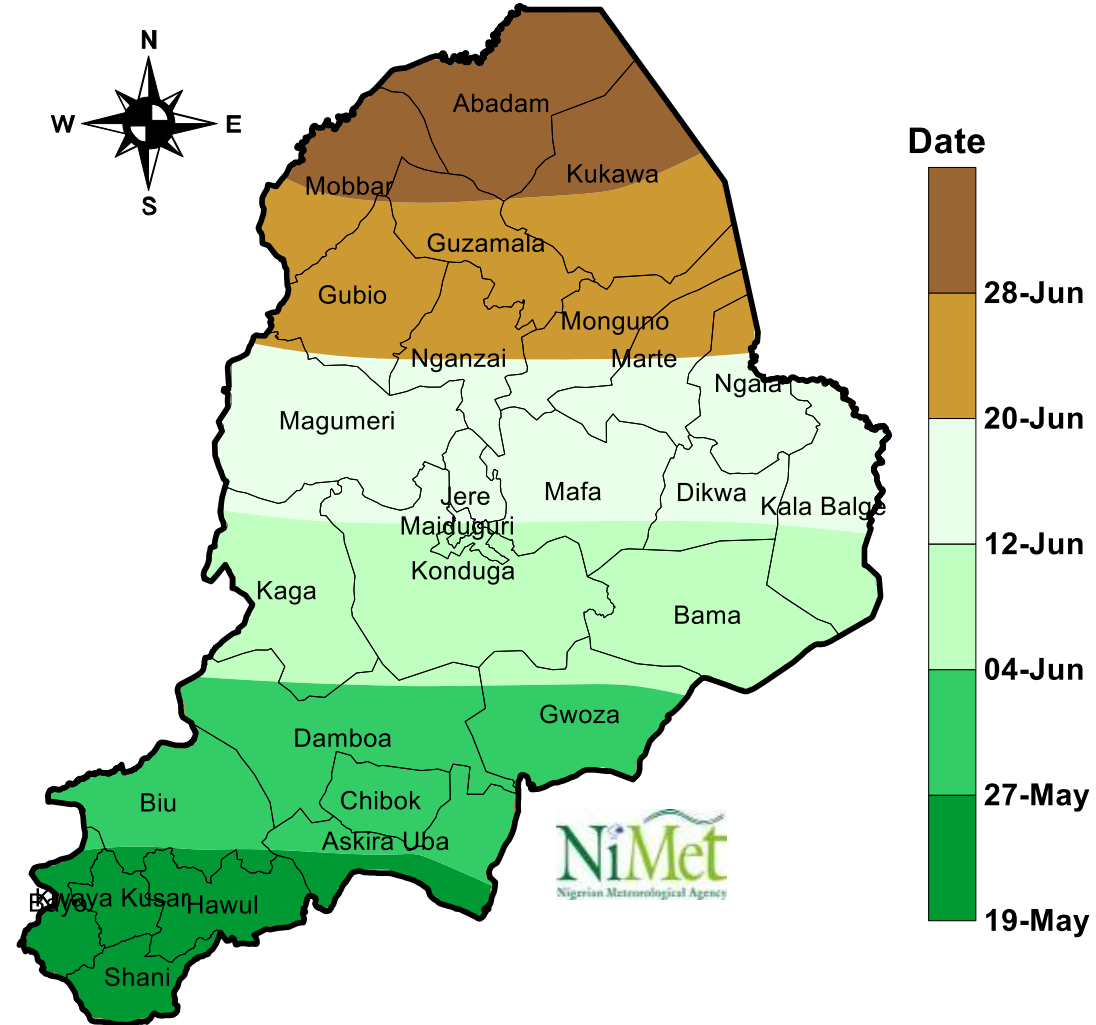 N
W
E
S
Abadam
Mobbar
Kukawa
Guzamala
Gubio
Monguno
Nganzai
Marte
Ngala
Magumeri
Jere
Mafa
Dikwa
Kala Balge
Maiduguri
Konduga
Kaga
Bama
Gwoza
Damboa
Biu
Chibok
Askira Uba
Kwaya Kusar
Bayo
Hawul
Shani
Date
28-Jun
20-Jun
12-Jun
04-Jun
27-May
19-May
NiMet
Nigerian Meteorological Agency